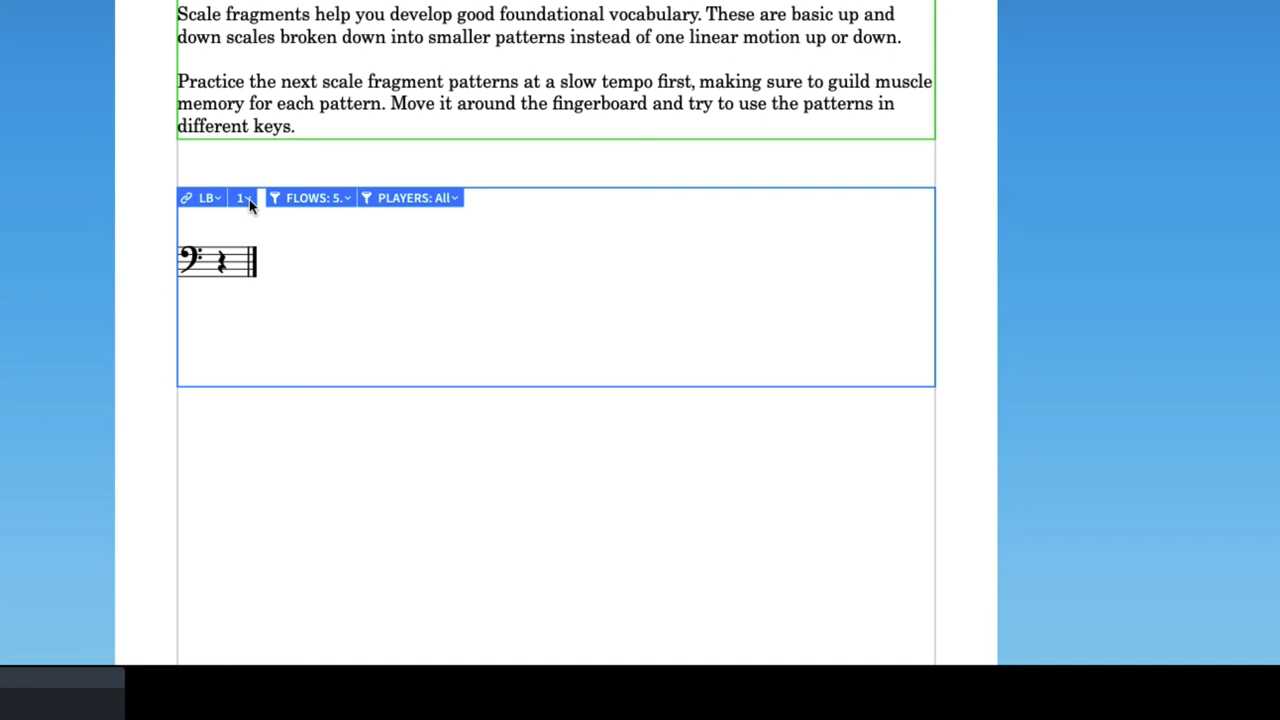 Scale fragments help you develop good foundational vocabulary. These are basic up and
down scales broken down into smaller patterns instead of one linear motion up or down.
Practice the next scale fragment patterns at a slow tempo first, making sure to guild muscle
memory for each pattern. Move it around the fingerboard and try to use the patterns in
different keys.
LB 1 FLOWS: 5. PLAYERS: All